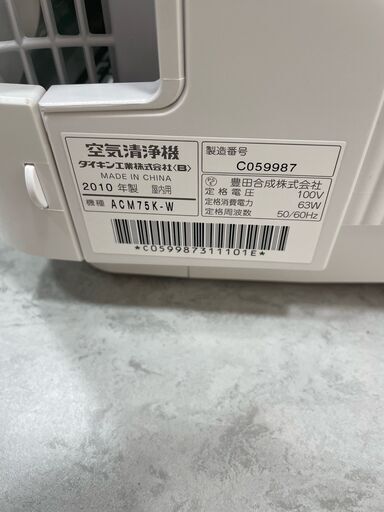 空気清浄機
ダイキン工業株式会社〈B〉
MADE IN CHINA
2010 年製 屋内用
機種 ACM75K-W
製造番号
C059987
豊田合成株式会社
定格電圧 100V
定格消費電力 63W
定格周波数 50/60Hz
*C059987311101E*